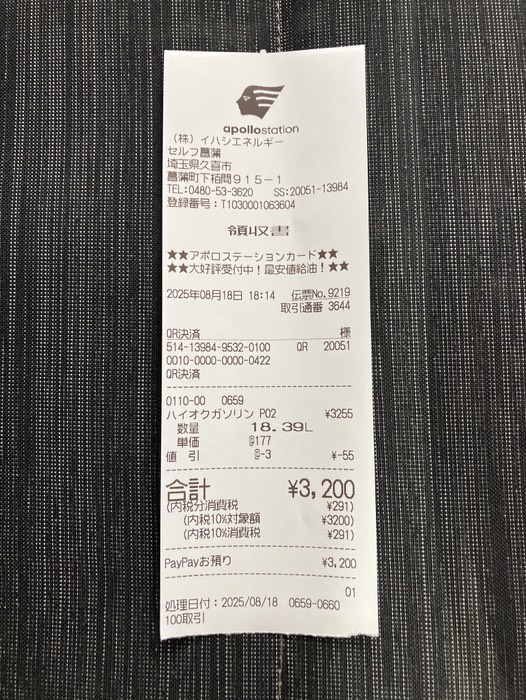 apollostation
(株)イハシエネルギー
セルフ菖蒲
埼玉県久喜市
菖蒲町下栢間915-1
TEL:0480-53-3620 SS:20051-13984
登録番号:T1030001063604
領収書
★★アポロステーションカード★★
★★大好評受付中!最安値給油!★★
2025年08月18日 18:14 伝票No.9219
取引通番 3644
QR決済 様
514-13984-9532-0100 QR 20051
0010-0000-0000-0422
QR決済
0110-00 0659
ハイオクガソリン P02 ¥3255
数量 18.39L
単価 @177
値 引 @-3 ¥-55
合計 ¥3,200
(内税分消費税 ¥291)
(内税10%対象額 ¥3200)
(内税10%消費税 ¥291)
PayPayお預り ¥3,200
01
処理日付:2025/08/18 0659-0660
100取引